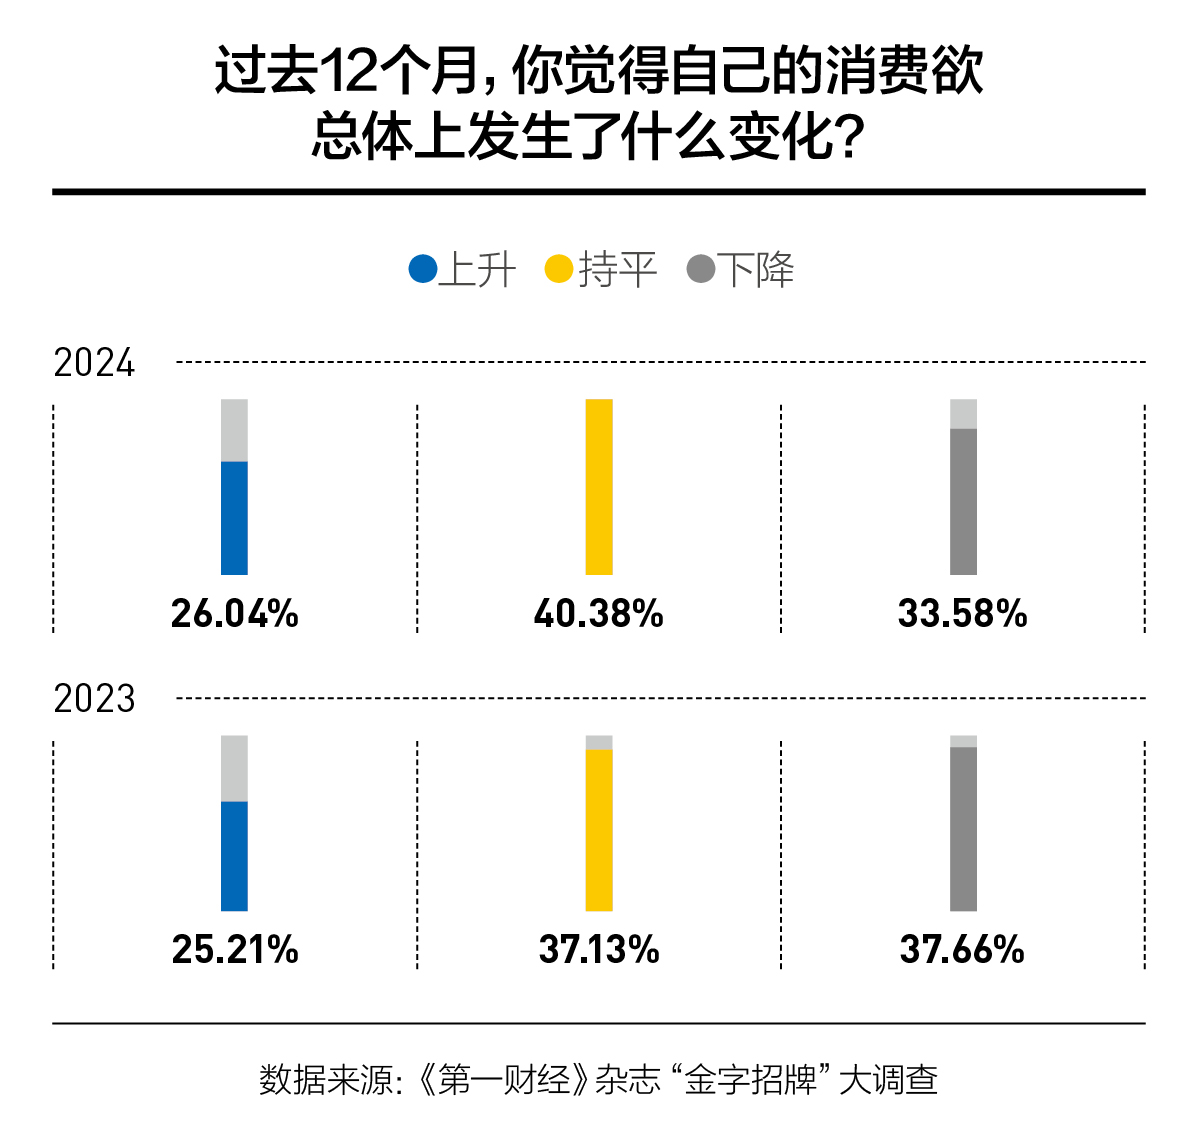 过去12个月，你觉得自己的消费欲
总体上发生了什么变化？
上升 持平 下降
2024
26.04% 40.38% 33.58%
2023
25.21% 37.13% 37.66%
数据来源：《第一财经》杂志“金字招牌”大调查